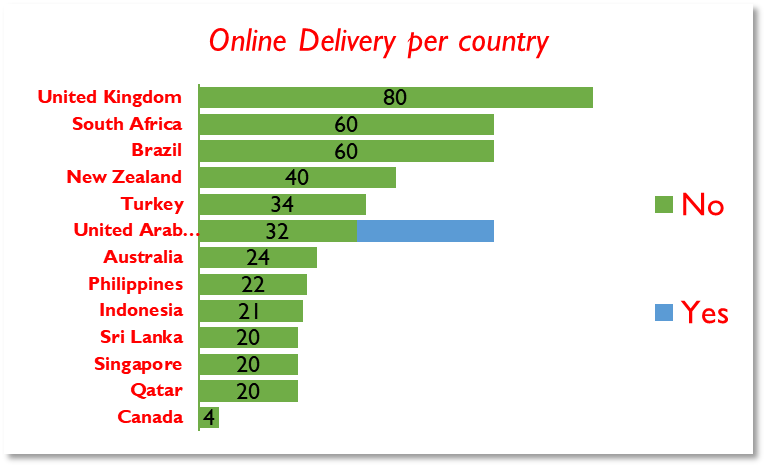 Online Delivery per country
United Kingdom 80
South Africa 60
Brazil 60
New Zealand 40
Turkey 34
United Arab... 32
Australia 24
Philippines 22
Indonesia 21
Sri Lanka 20
Singapore 20
Qatar 20
Canada 4
No
Yes